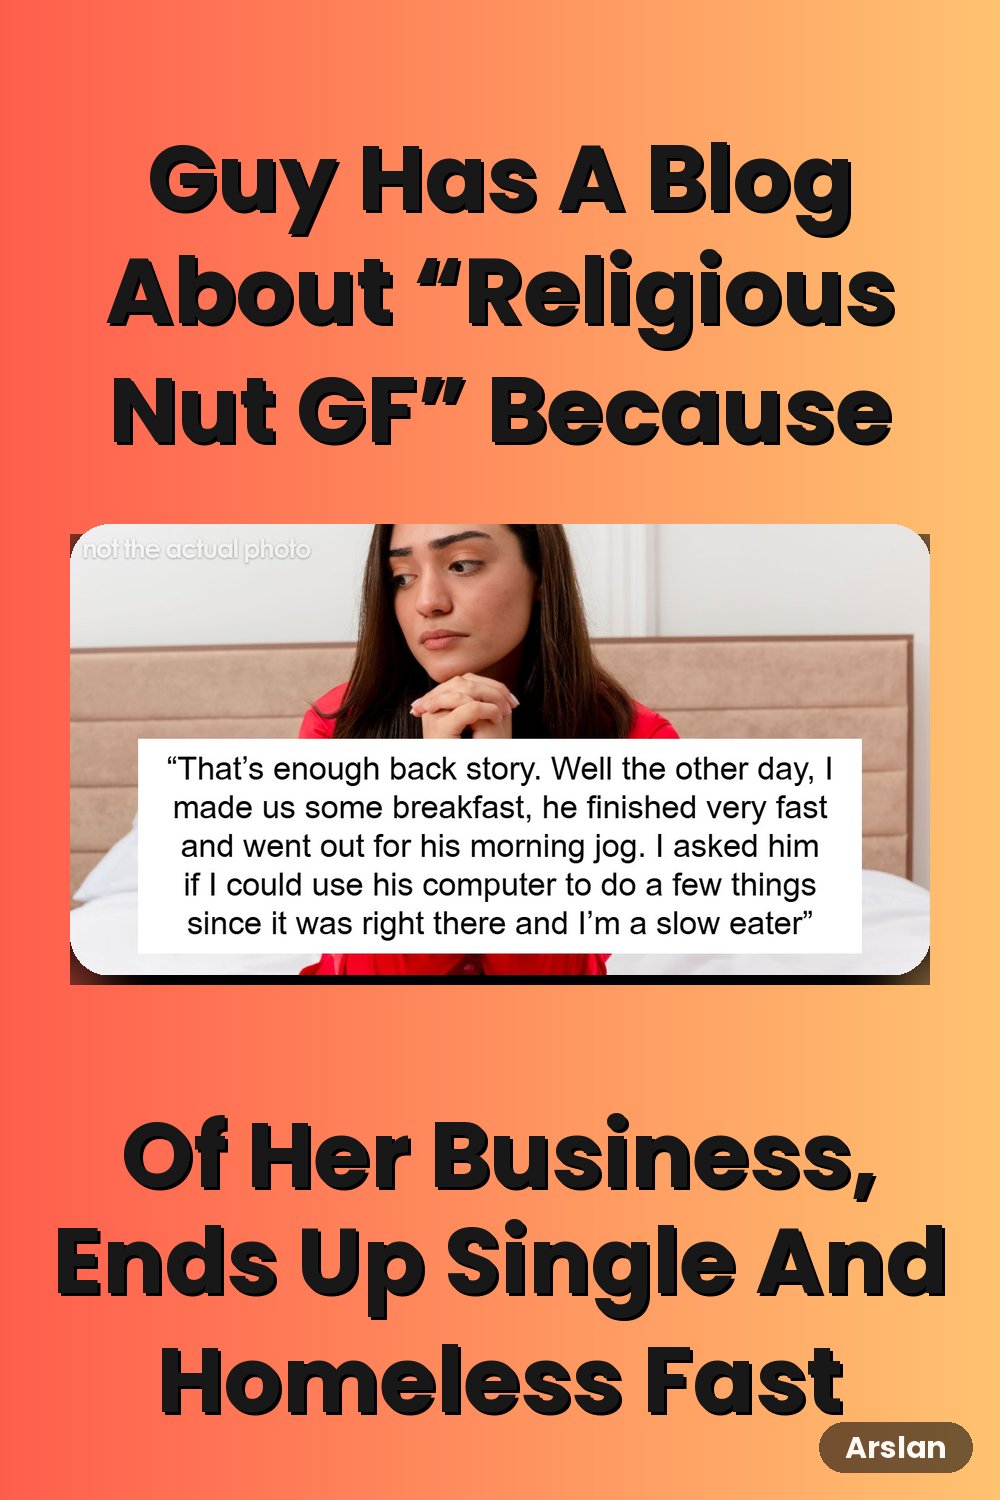 Guy Has A Blog
About “Religious
Nut GF” Because
not the actual photo
“That’s enough back story. Well the other day, I
made us some breakfast, he finished very fast
and went out for his morning jog. I asked him
if I could use his computer to do a few things
since it was right there and I’m a slow eater”
Of Her Business,
Ends Up Single And
Homeless Fast
Arslan